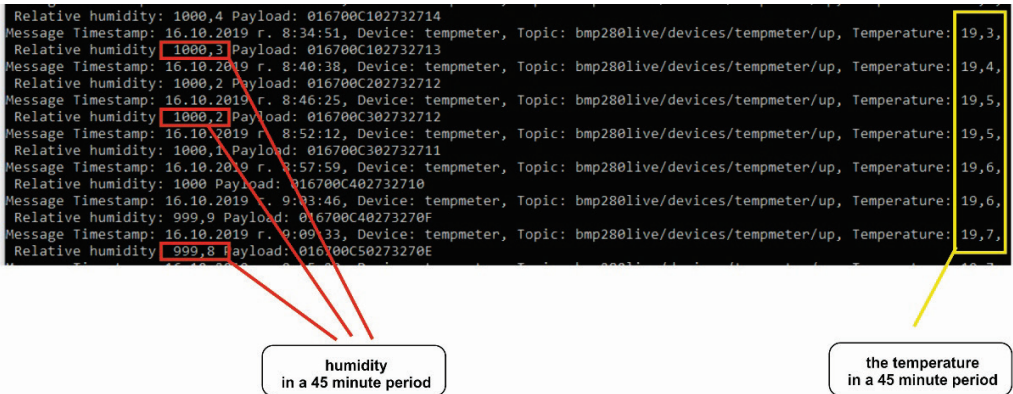 Relative humidity: 1000,4 Payload: 016700C102732714
Message Timestamp: 16.10.2019 г. 8:34:51, Device: tempmeter, Topic: bmp280live/devices/tempmeter/up, Temperature: 19,3,
Relative humidity 1000,3 Payload: 016700C102732713
Message Timestamp: 16.10.2019 г. 8:40:38, Device: tempmeter, Topic: bmp280live/devices/tempmeter/up, Temperature: 19,4,
Relative humidity: 1000,2 Payload: 016700C202732712
Message Timestamp: 16.10.2019 г. 8:46:25, Device: tempmeter, Topic: bmp280live/devices/tempmeter/up, Temperature: 19,5,
Relative humidity 1000,2 Payload: 016700C302732712
Message Timestamp: 16.10.2019 г. 8:52:12, Device: tempmeter, Topic: bmp280live/devices/tempmeter/up, Temperature: 19,5,
Relative humidity: 1000,1 Payload: 016700C302732711
Message Timestamp: 16.10.2019 г. 8:57:59, Device: tempmeter, Topic: bmp280live/devices/tempmeter/up, Temperature: 19,6,
Relative humidity: 1000 Payload: 016700C402732710
Message Timestamp: 16.10.2019 г. 9:03:46, Device: tempmeter, Topic: bmp280live/devices/tempmeter/up, Temperature: 19,6,
Relative humidity: 999,9 Payload: 016700C40273270F
Message Timestamp: 16.10.2019 г. 9:09:33, Device: tempmeter, Topic: bmp280live/devices/tempmeter/up, Temperature: 19,7,
Relative humidity 999,8 Payload: 016700C50273270E
humidity
in a 45 minute period
the temperature
in a 45 minute period